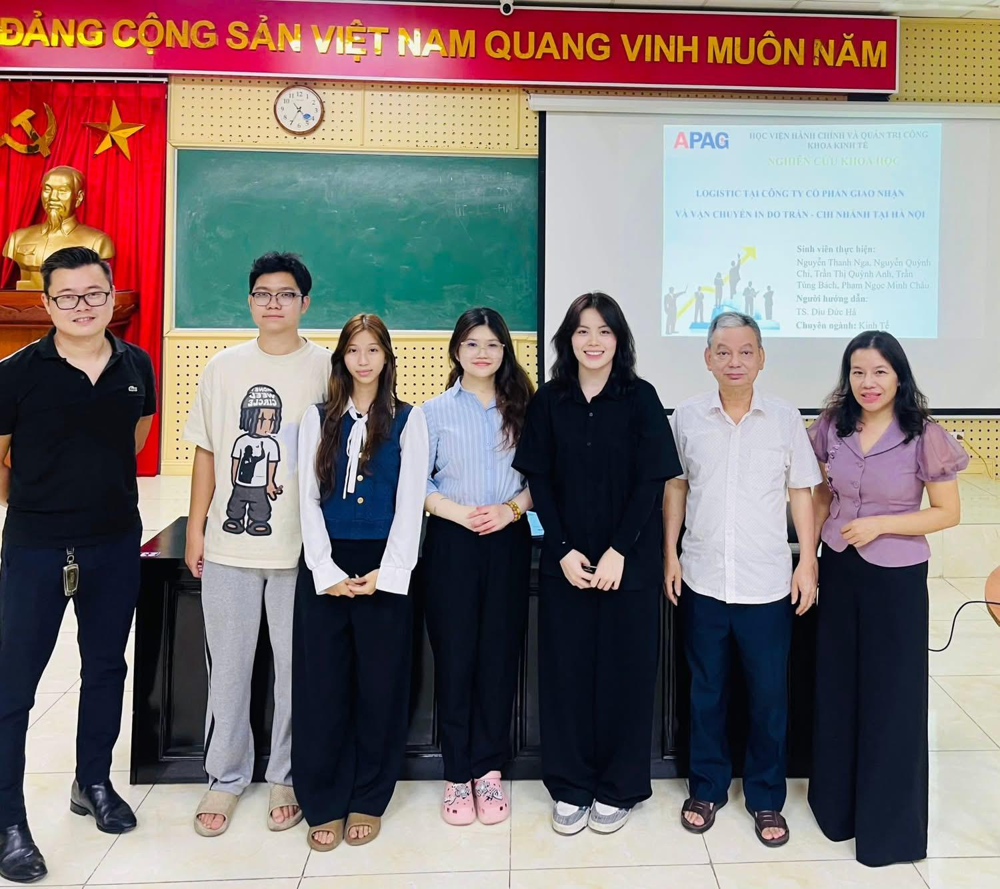 ĐẢNG CỘNG SẢN VIỆT NAM QUANG VINH MUÔN NĂM
APAG
HỌC VIỆN HÀNH CHÍNH VÀ QUẢN TRỊ CÔNG
KHOA KINH TẾ
NGHIÊN CỨU KHOA HỌC
LOGISTIC TẠI CÔNG TY CỔ PHẦN GIAO NHẬN
VÀ VẬN CHUYỂN IN DO TRẦN - CHI NHÁNH TẠI HÀ NỘI
Sinh viên thực hiện:
Nguyễn Thanh Nga, Nguyễn Quỳnh
Chi, Trần Thị Quỳnh Anh, Trần
Tùng Bách, Phạm Ngọc Minh Châu
Người hướng dẫn:
TS. Diu Đức Hà
Chuyên ngành: Kinh Tế
MONEY
WEEL
CIRCLE